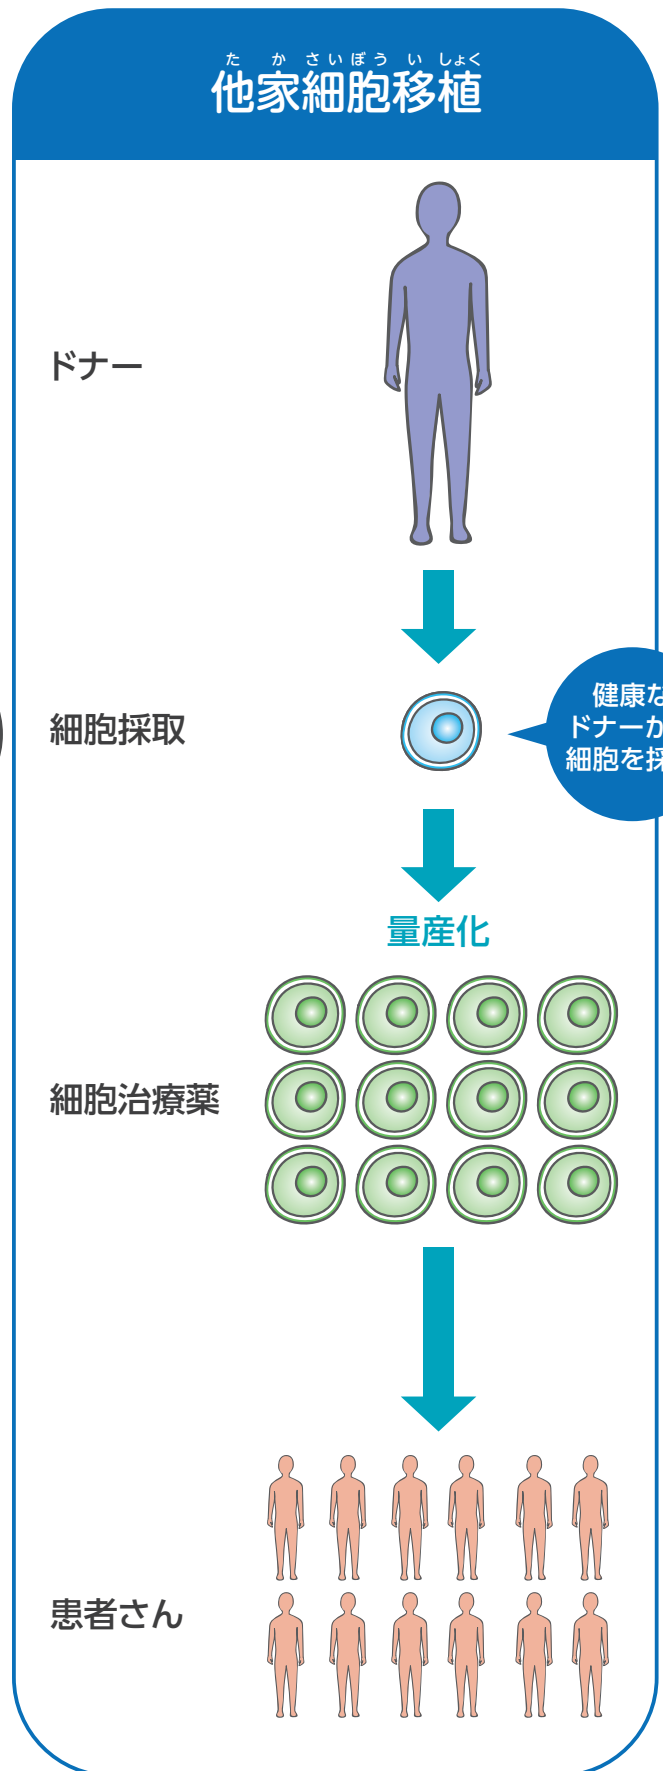 たかさいぼういしょく
他家細胞移植
ドナー
細胞採取
健康な
ドナーか
細胞を採
量産化
細胞治療薬
患者さん